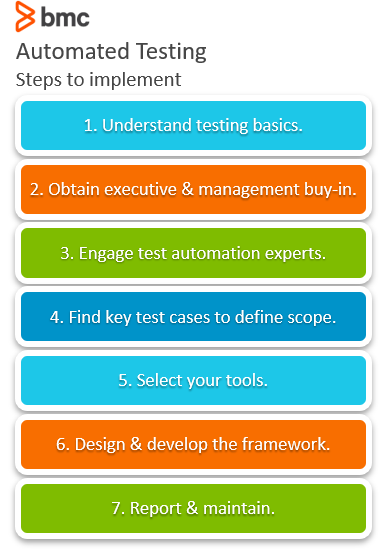 bmc
Automated Testing
Steps to implement
1. Understand testing basics.
2. Obtain executive & management buy-in.
3. Engage test automation experts.
4. Find key test cases to define scope.
5. Select your tools.
6. Design & develop the framework.
7. Report & maintain.